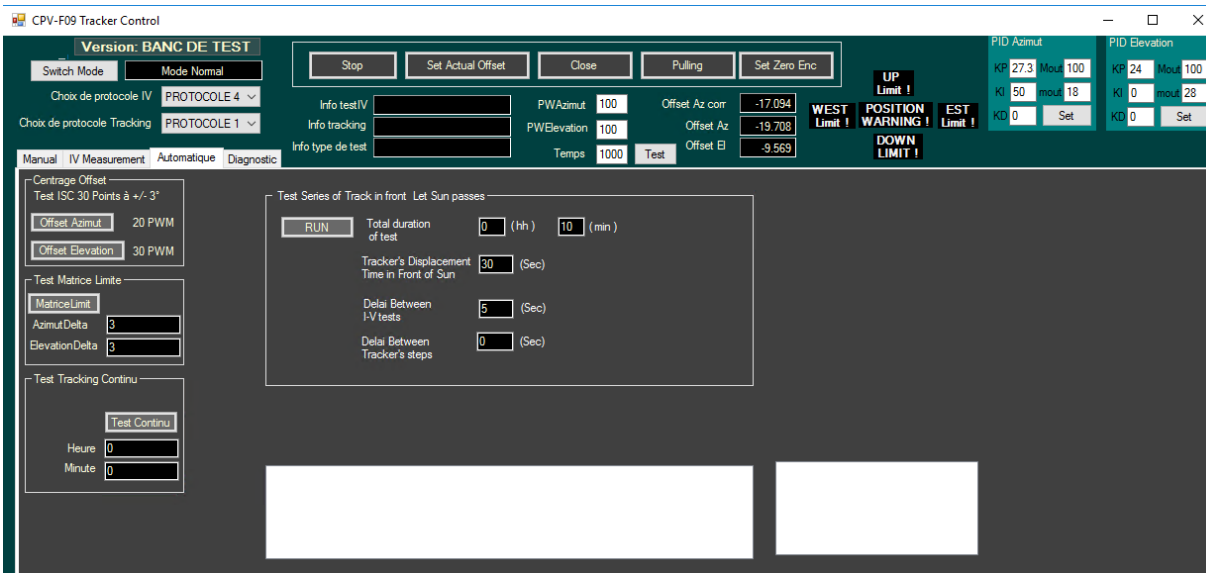 CPV-F09 Tracker Control
Version: BANC DE TEST
Switch Mode Mode Normal
Choix de protocole IV PROTOCOLE 4
Choix de protocole Tracking PROTOCOLE 1
Stop Set Actual Offset Close Pulling Set Zero Enc
Info testIV
Info tracking
Info type de test
PWAzimut 100
PWElevation 100
Temps 1000 Test
Offset Az corr -17.094
Offset Az -19.708
Offset El -9.569
UP
Limit !
WEST
Limit !
POSITION
WARNING !
EST
Limit !
DOWN
LIMIT !
PID Azimut
KP 27.3 Mout 100
KI 50 mout 18
KD 0 Set
PID Elevation
KP 24 Mout 100
KI 0 mout 28
KD 0 Set
Manual IV Measurement Automatique Diagnostic
Centrage Offset
Test ISC 30 Points à +/- 3°
Offset Azimut 20 PWM
Offset Elevation 30 PWM
Test Matrice Limite
MatriceLimit
AzimutDelta 3
ElevationDelta 3
Test Tracking Continu
Test Continu
Heure 0
Minute 0
Test Series of Track in front Let Sun passes
RUN
Total duration
of test
0 ( hh ) 10 ( min )
Tracker's Displacement
Time in Front of Sun
30 (Sec)
Delai Between
I-V tests
5 (Sec)
Delai Between
Tracker's steps
0 (Sec)